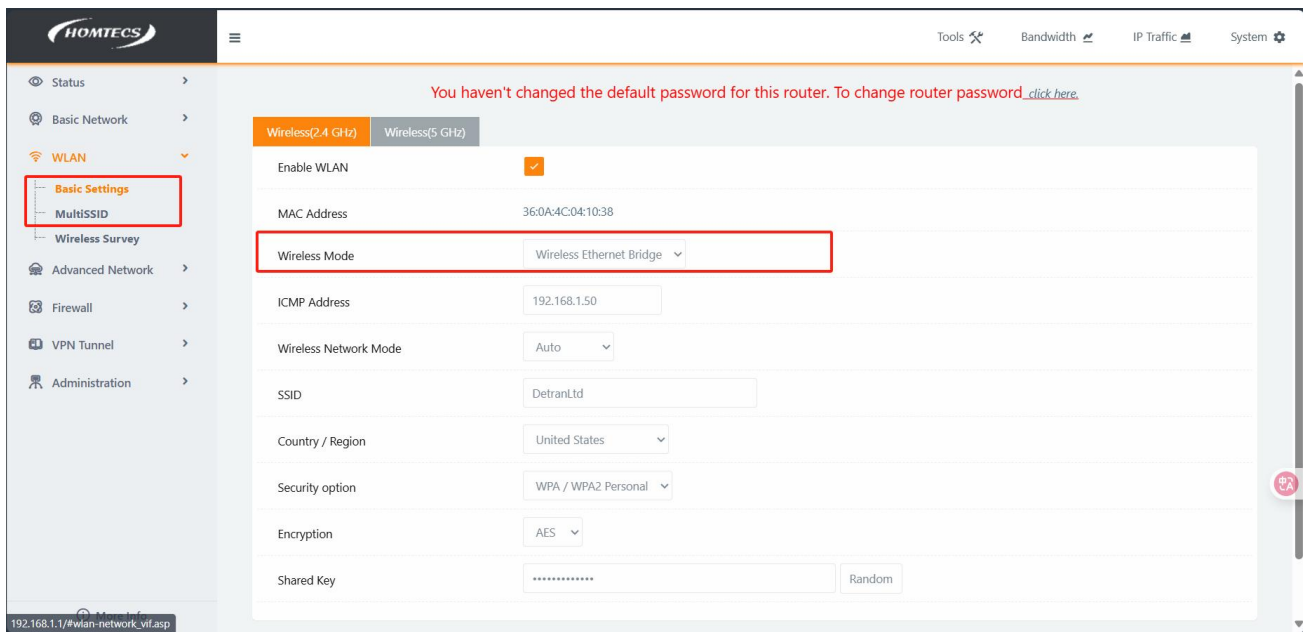 HOMTECS
Tools
Bandwidth
IP Traffic
System
Status
Basic Network
WLAN
Basic Settings
MultiSSID
Wireless Survey
Advanced Network
Firewall
VPN Tunnel
Administration
More Info
192.168.1.1/#wlan-network_vif.asp
You haven't changed the default password for this router. To change router password click here.
Wireless(2.4 GHz) Wireless(5 GHz)
Enable WLAN
MAC Address 36:0A:4C:04:10:38
Wireless Mode Wireless Ethernet Bridge
ICMP Address 192.168.1.50
Wireless Network Mode Auto
SSID DetranLtd
Country / Region United States
Security option WPA / WPA2 Personal
Encryption AES
Shared Key ••••••••••••• Random
中A